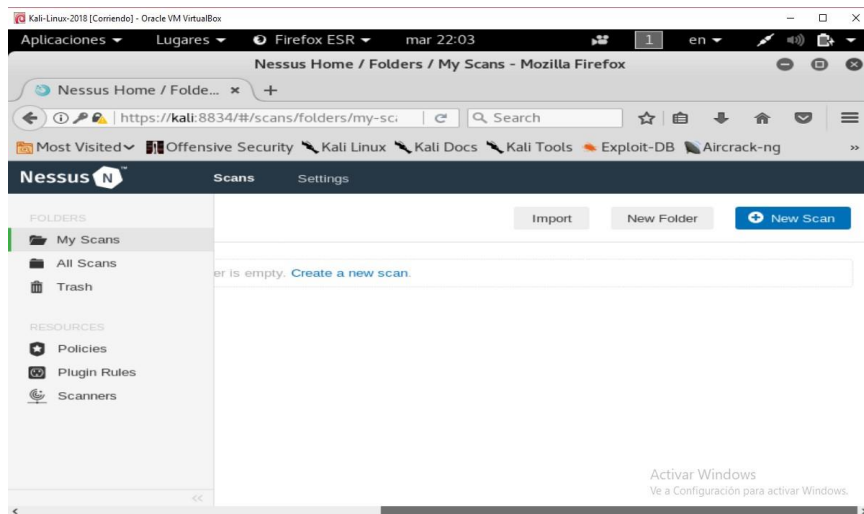 Kali-Linux-2018 [Corriendo] - Oracle VM VirtualBox
Aplicaciones Lugares Firefox ESR mar 22:03 1 en
Nessus Home / Folders / My Scans - Mozilla Firefox
Nessus Home / Folde...
https://kali:8834/#/scans/folders/my-sc Search
Most Visited Offensive Security Kali Linux Kali Docs Kali Tools Exploit-DB Aircrack-ng »
Nessus N Scans Settings
FOLDERS
Import New Folder New Scan
My Scans
All Scans
er is empty. Create a new scan.
Trash
RESOURCES
Policies
Plugin Rules
Scanners
Activar Windows
Ve a Configuración para activar Windows.